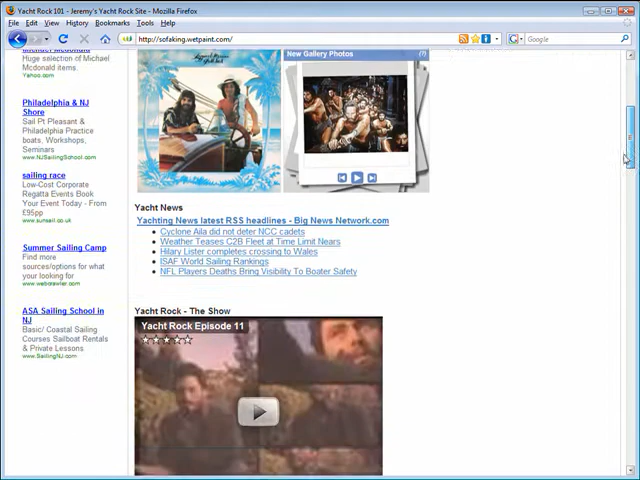 Yacht Rock 101 - Jeremy's Yacht Rock Site - Mozilla Firefox
File Edit View History Bookmarks Tools Help
http://sofaking.wetpaint.com/
Google
Michael McDonald
Huge selection of Michael
Mcdonald items.
Yahoo.com
Philadelphia & NJ
Shore
Sail Pt Pleasant &
Philadelphia Practice
boats, Workshops,
Seminars
www.NJSailingSchool.com
sailing race
Low-Cost Corporate
Regatta Events Book
Your Event Today - From
£95pp
www.sunsail.co.uk
Summer Sailing Camp
Find more
sources/options for what
your looking for
www.webcrawler.com
ASA Sailing School in
NJ
Basic/ Coastal Sailing
Courses Sailboat Rentals
& Private Lessons
www.SailingNJ.com
New Gallery Photos (?)
Yacht News
Yachting News latest RSS headlines - Big News Network.com
Cyclone Aila did not deter NCC cadets
Weather Teases C2B Fleet at Time Limit Nears
Hilary Lister completes crossing to Wales
ISAF World Sailing Rankings
NFL Players Deaths Bring Visibility To Boater Safety
Yacht Rock - The Show
Yacht Rock Episode 11